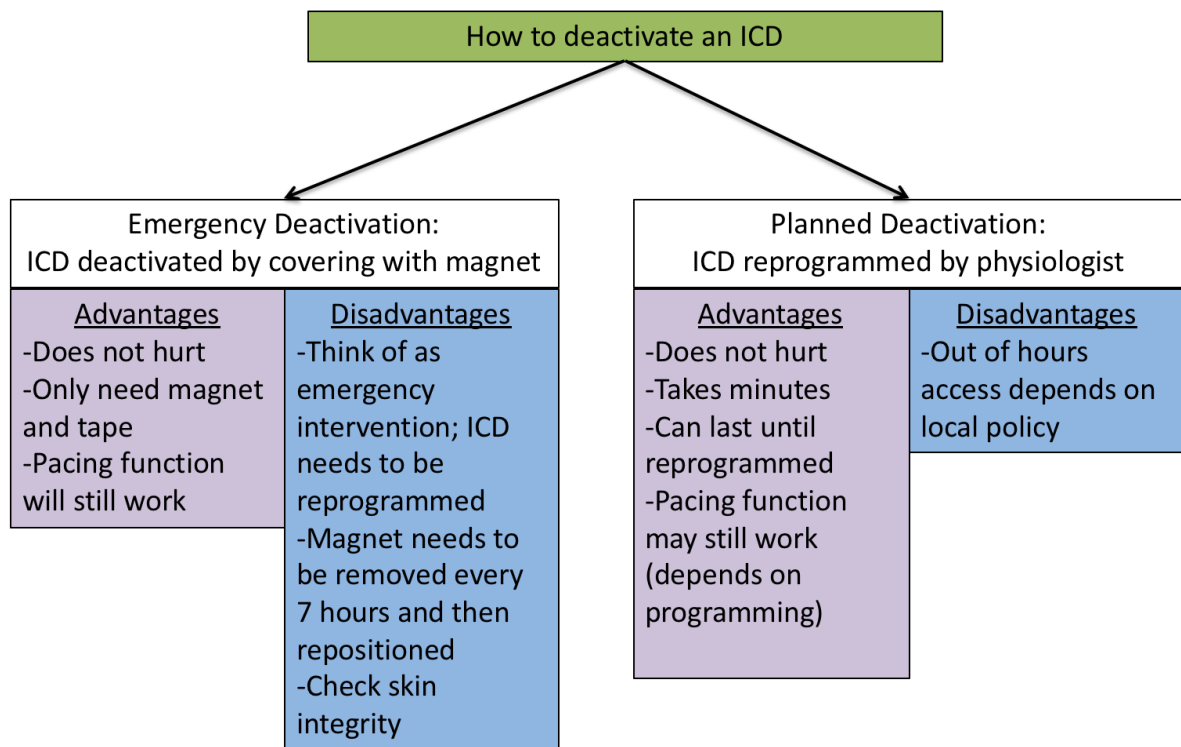 How to deactivate an ICD
Emergency Deactivation:
ICD deactivated by covering with magnet
Advantages
-Does not hurt
-Only need magnet
and tape
-Pacing function
will still work
Disadvantages
-Think of as
emergency
intervention; ICD
needs to be
reprogrammed
-Magnet needs to
be removed every
7 hours and then
repositioned
-Check skin
integrity
Planned Deactivation:
ICD reprogrammed by physiologist
Advantages
-Does not hurt
-Takes minutes
-Can last until
reprogrammed
-Pacing function
may still work
(depends on
programming)
Disadvantages
-Out of hours
access depends on
local policy